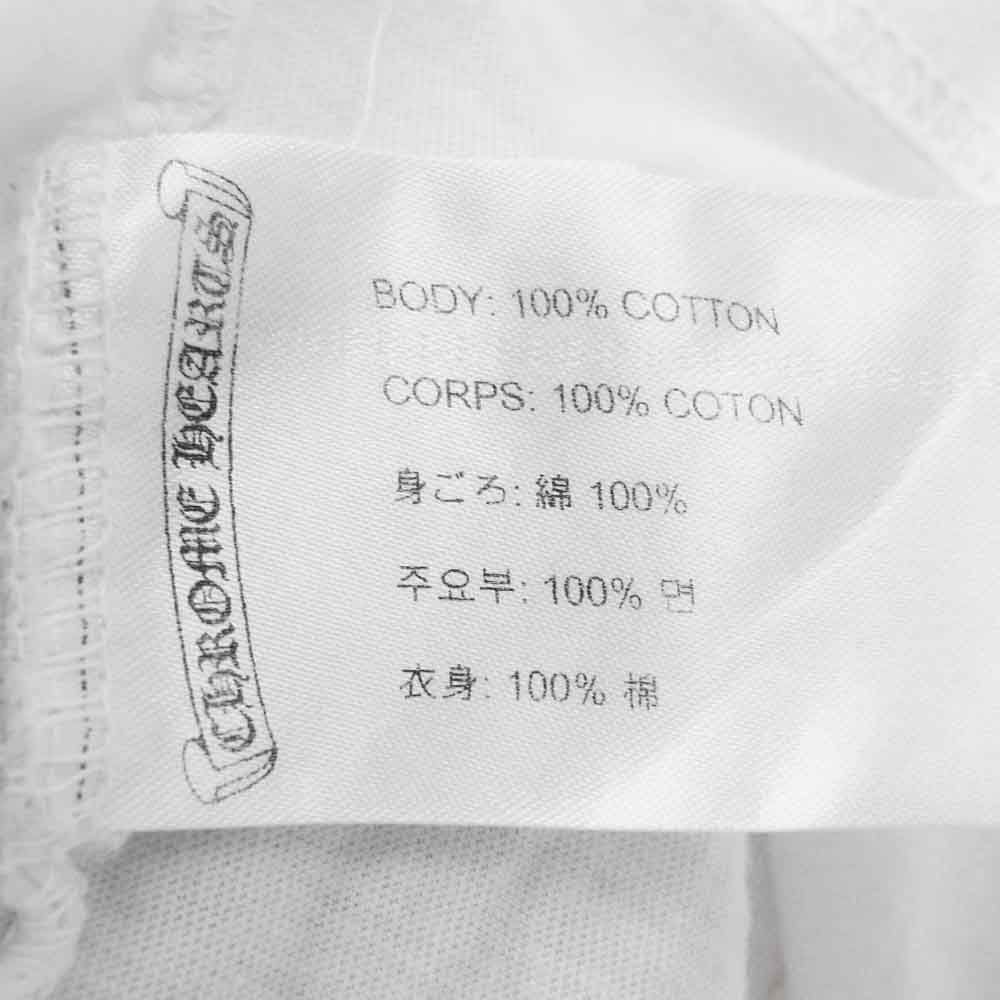 CHROME HEARTS
BODY: 100% COTTON
CORPS: 100% COTON
身ごろ: 綿 100%
주요부: 100% 면
衣身: 100% 棉